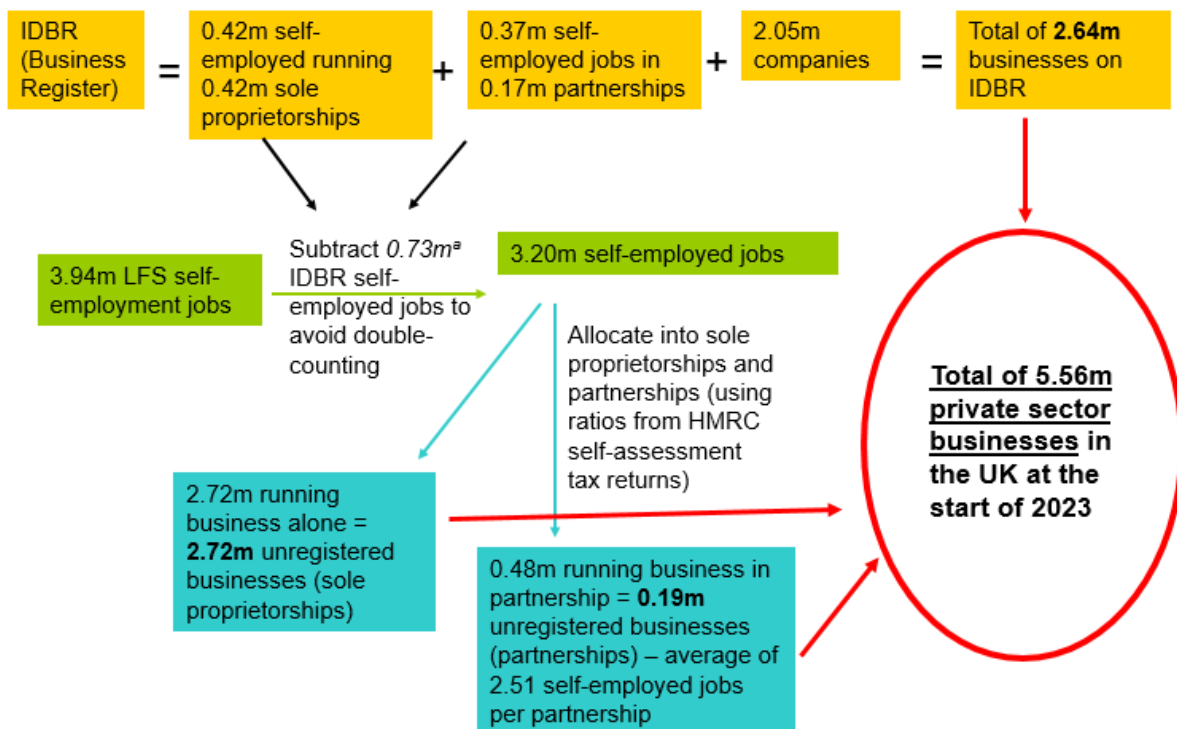 IDBR
(Business
Register)
=
0.42m self-
employed running
0.42m sole
proprietorships
+
0.37m self-
employed jobs in
0.17m partnerships
+
2.05m
companies
=
Total of 2.64m
businesses on
IDBR
3.94m LFS self-
employment jobs
Subtract 0.73mª
IDBR self-
employed jobs to
avoid double-
counting
3.20m self-employed jobs
Allocate into sole
proprietorships and
partnerships (using
ratios from HMRC
self-assessment
tax returns)
2.72m running
business alone =
2.72m unregistered
businesses (sole
proprietorships)
0.48m running business in
partnership = 0.19m
unregistered businesses
(partnerships) – average of
2.51 self-employed jobs
per partnership
Total of 5.56m
private sector
businesses in
the UK at the
start of 2023